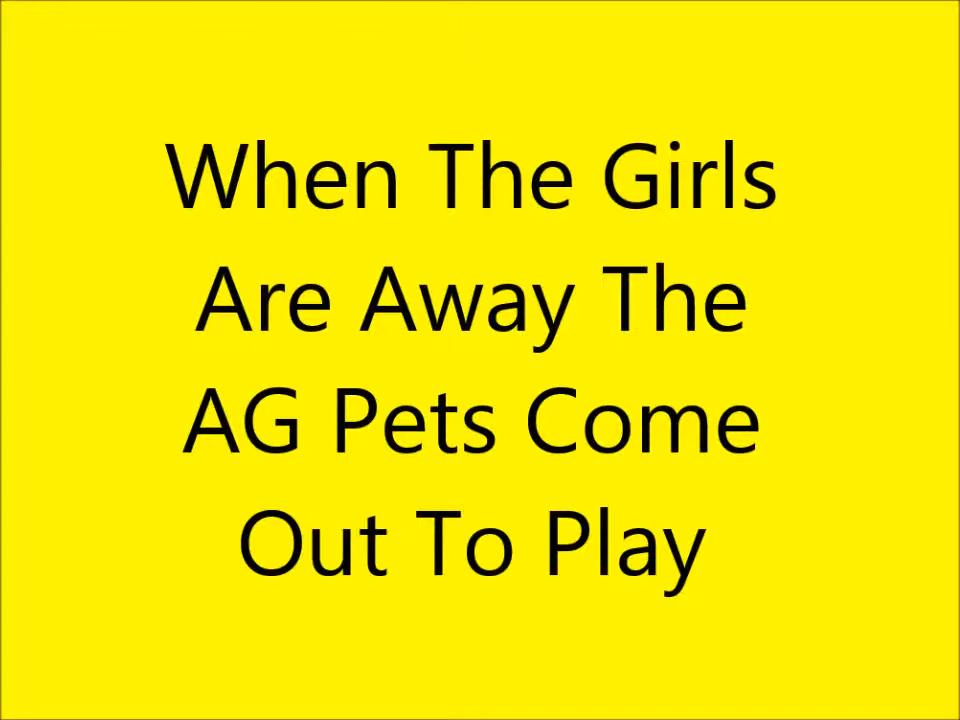 When The Girls
Are Away The
AG Pets Come
Out To Play